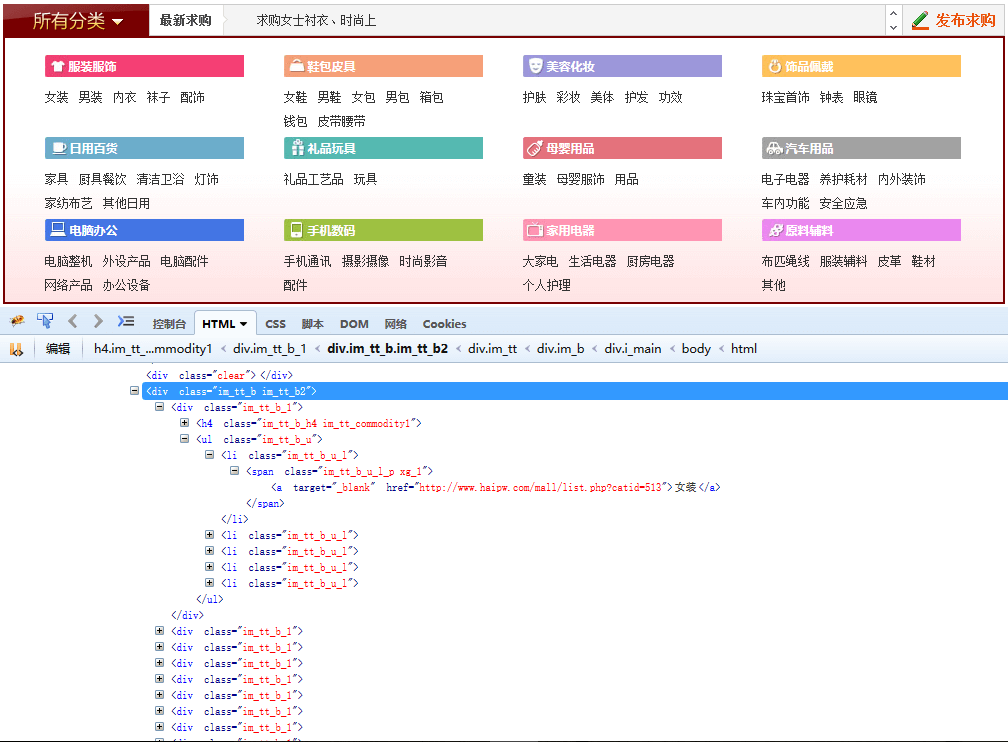 所有分类 最新求购 求购女士衬衣、时尚上 发布求购
服装服饰 鞋包皮具 美容化妆 饰品佩戴
女装 男装 内衣 袜子 配饰 女鞋 男鞋 女包 男包 箱包 护肤 彩妆 美体 护发 功效 珠宝首饰 钟表 眼镜
钱包 皮带腰带
日用百货 礼品玩具 母婴用品 汽车用品
家具 厨具餐饮 清洁卫浴 灯饰 礼品工艺品 玩具 童装 母婴服饰 用品 电子电器 养护耗材 内外装饰
家纺布艺 其他日用 车内功能 安全应急
电脑办公 手机数码 家用电器 原料辅料
电脑整机 外设产品 电脑配件 手机通讯 摄影摄像 时尚影音 大家电 生活电器 厨房电器 布匹绳线 服装辅料 皮革 鞋材
网络产品 办公设备 配件 个人护理 其他
控制台 HTML CSS 脚本 DOM 网络 Cookies
编辑 h4.im_tt_...mmodity1 < div.im_tt_b_1 < div.im_tt_b.im_tt_b2 < div.im_tt < div.im_b < div.i_main < body < html
<div class="clear"></div>
<div class="im_tt_b im_tt_b2">
<div class="im_tt_b_1">
<h4 class="im_tt_b_h4 im_tt_commodity1">
<ul class="im_tt_b_u">
<li class="im_tt_b_u_l">
<span class="im_tt_b_u_l_p xg_1">
<a target="_blank" href="http://www.haipw.com/mall/list.php?catid=513">女装</a>
</span>
</li>
<li class="im_tt_b_u_l">
<li class="im_tt_b_u_l">
<li class="im_tt_b_u_l">
<li class="im_tt_b_u_l">
</ul>
</div>
<div class="im_tt_b_1">
<div class="im_tt_b_1">
<div class="im_tt_b_1">
<div class="im_tt_b_1">
<div class="im_tt_b_1">
<div class="im_tt_b_1">
<div class="im_tt_b_1">